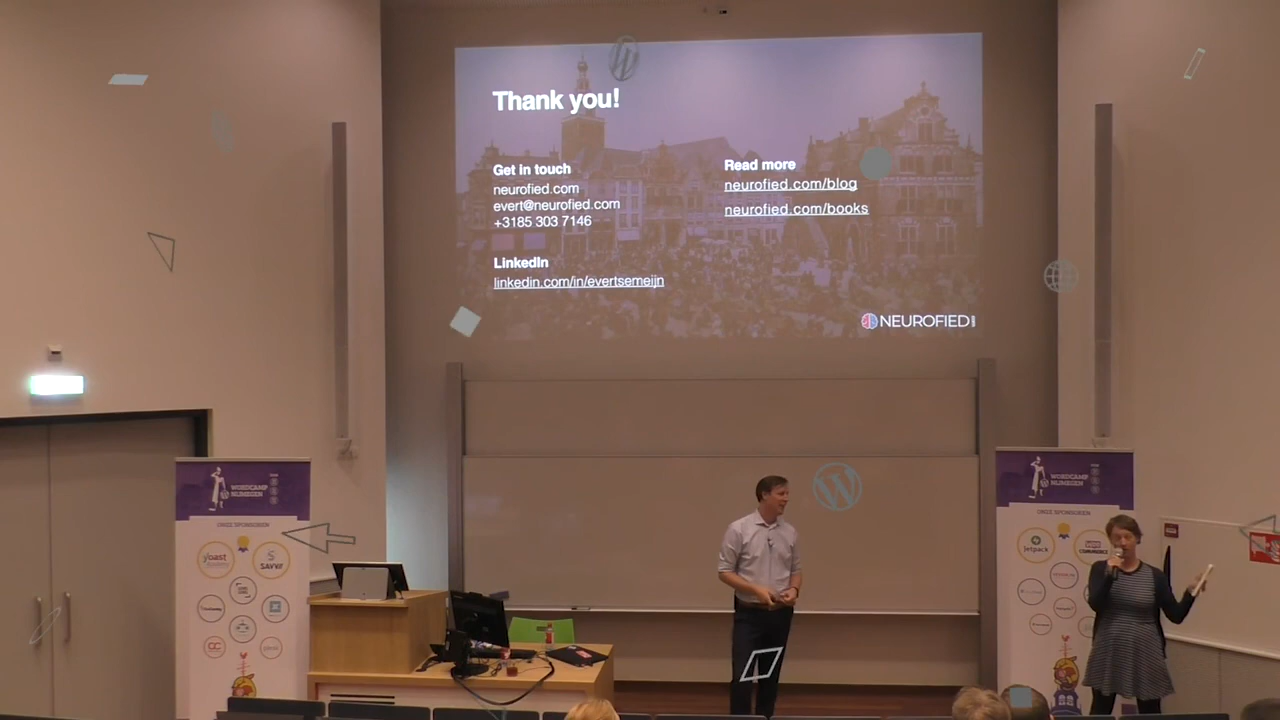 Thank you!
Get in touch
neurofied.com
evert@neurofied.com
+3185 303 7146
LinkedIn
linkedin.com/in/evertsemeijn
Read more
neurofied.com/blog
neurofied.com/books
NEUROFIED
WORDCAMP
NIJMEGEN
ONZE SPONSOREN
yoast
SAVVII
WORDCAMP
NIJMEGEN
ONZE SPONSOREN
Jetpack